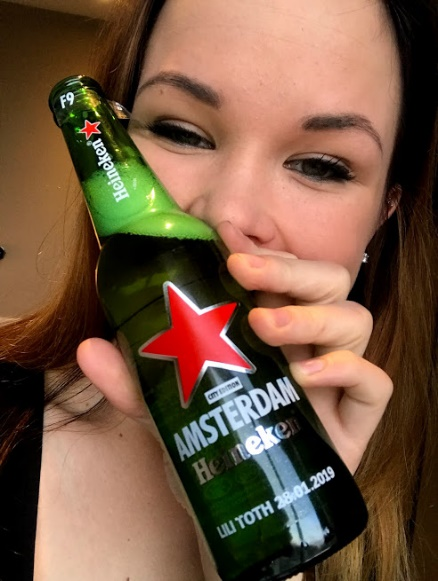 F9
Heineken
CITY EDITION
AMSTERDAM
Heineken
LILI TOTH 28.01.2019